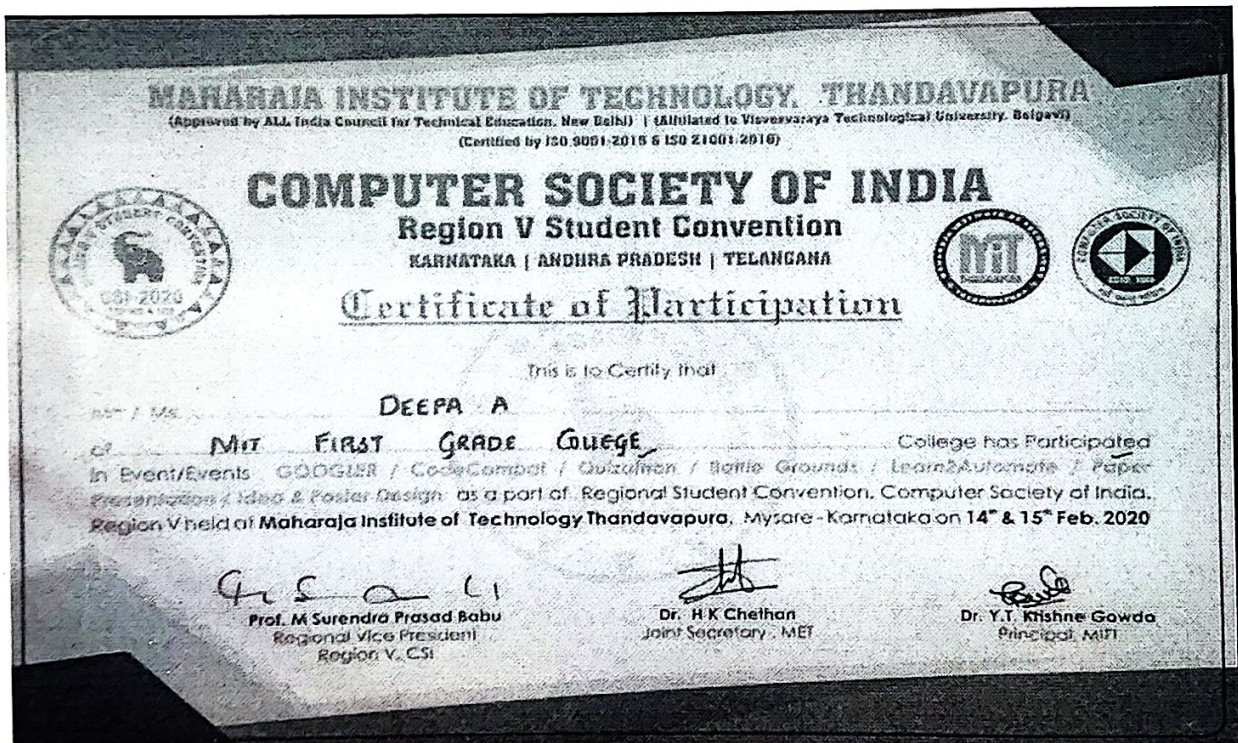 MAHARAJA INSTITUTE OF TECHNOLOGY, THANDAVAPURA
(Approved by ALL India Council for Technical Education, New Delhi) | (Affiliated to Visvesvaraya Technological University, Belgavi)
(Certified by ISO 9001:2015 & ISO 21001:2018)
COMPUTER SOCIETY OF INDIA
Region V Student Convention
KARNATAKA | ANDHRA PRADESH | TELANGANA
CSI-2020
MIT
COMPUTER SOCIETY OF INDIA
Certificate of Participation
This is to Certify that
Mr / Ms. DEEPA A
of MIT FIRST GRADE COLLEGE College has Participated
in Event/Events GOOGLER / CodeCombat / / Battle Grounds / Learn2Automate / Paper
Presentation / Idea & Poster Design as a part of Regional Student Convention, Computer Society of India,
Region V held at Maharaja Institute of Technology Thandavapura, Mysore - Karnataka on 14th & 15th Feb. 2020
Prof. M Surendra Prasad Babu
Regional Vice President
Region V, CSI
Dr. H K Chethan
Joint Secretary, MET
Dr. Y.T. Krishne Gowda
Principal, MITT